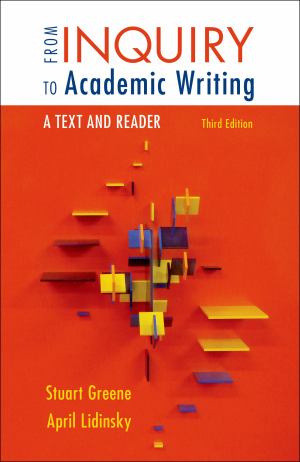 FROM INQUIRY
TO Academic Writing
A TEXT AND READER
Third Edition
Stuart Greene
April Lidinsky